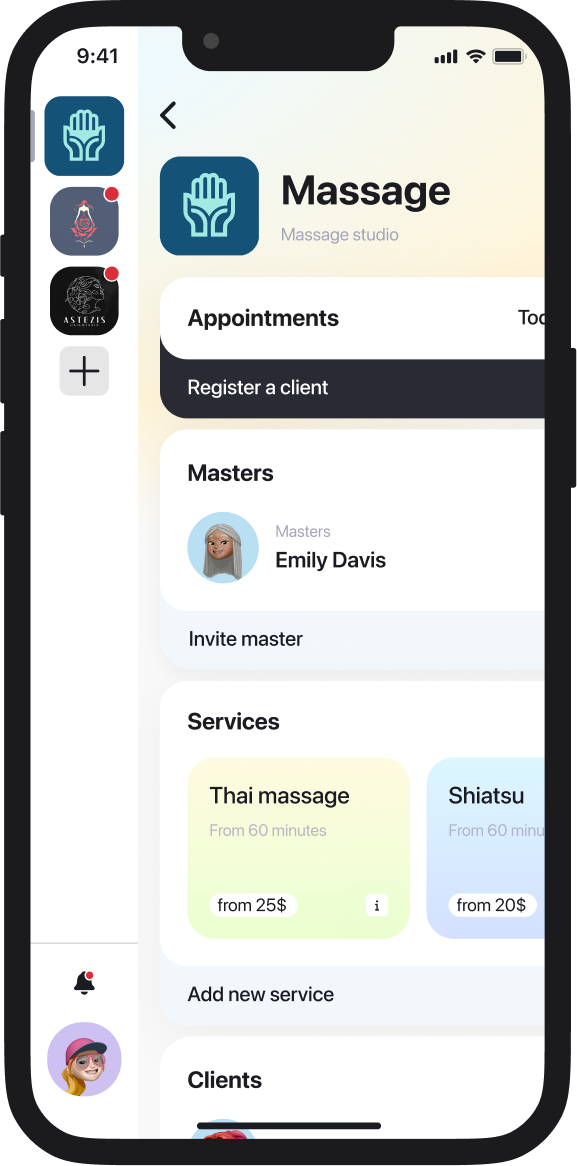 9:41
ASTEZIS
Massage
Massage studio
Appointments
Register a client
Masters
Masters
Emily Davis
Invite master
Services
Thai massage
From 60 minutes
from 25$
i
Shiatsu
From 60 minu
from 20$
Add new service
Clients